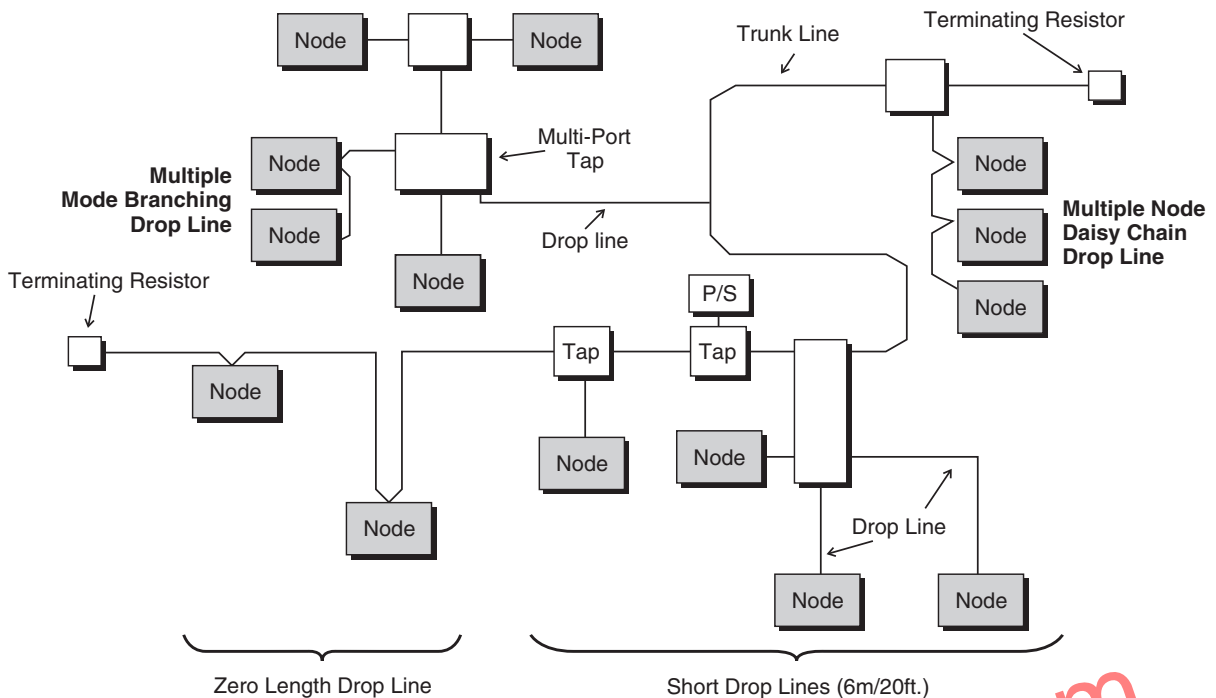 Node
Node
Trunk Line
Terminating Resistor
Multi-Port
Tap
Node
Node
Multiple
Mode Branching
Drop Line
Drop line
Node
Node
Node
Node
Multiple Node
Daisy Chain
Drop Line
Terminating Resistor
P/S
Tap
Tap
Node
Node
Node
Node
Drop Line
Node
Node
Zero Length Drop Line
Short Drop Lines (6m/20ft.)
m